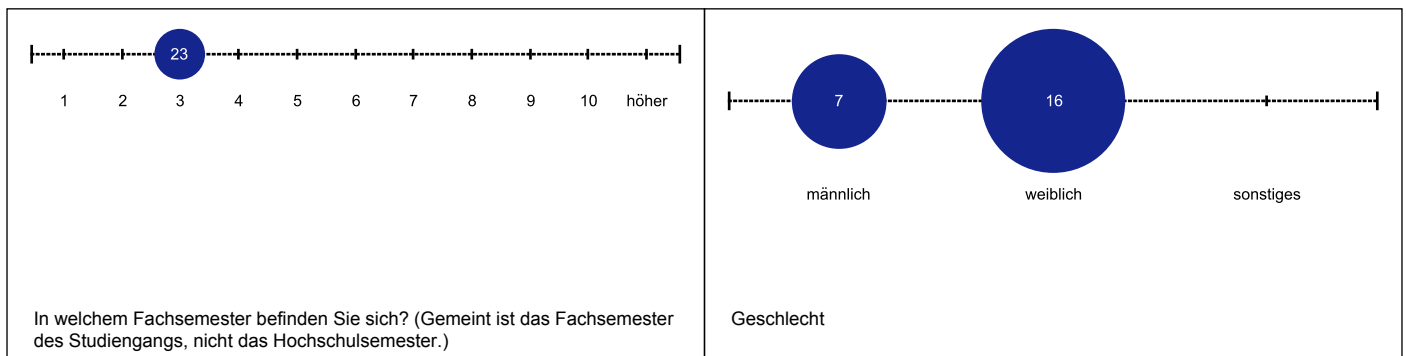 23
1 2 3 4 5 6 7 8 9 10 höher
In welchem Fachsemester befinden Sie sich? (Gemeint ist das Fachsemester
des Studiengangs, nicht das Hochschulsemester.)
7 16
männlich weiblich sonstiges
Geschlecht